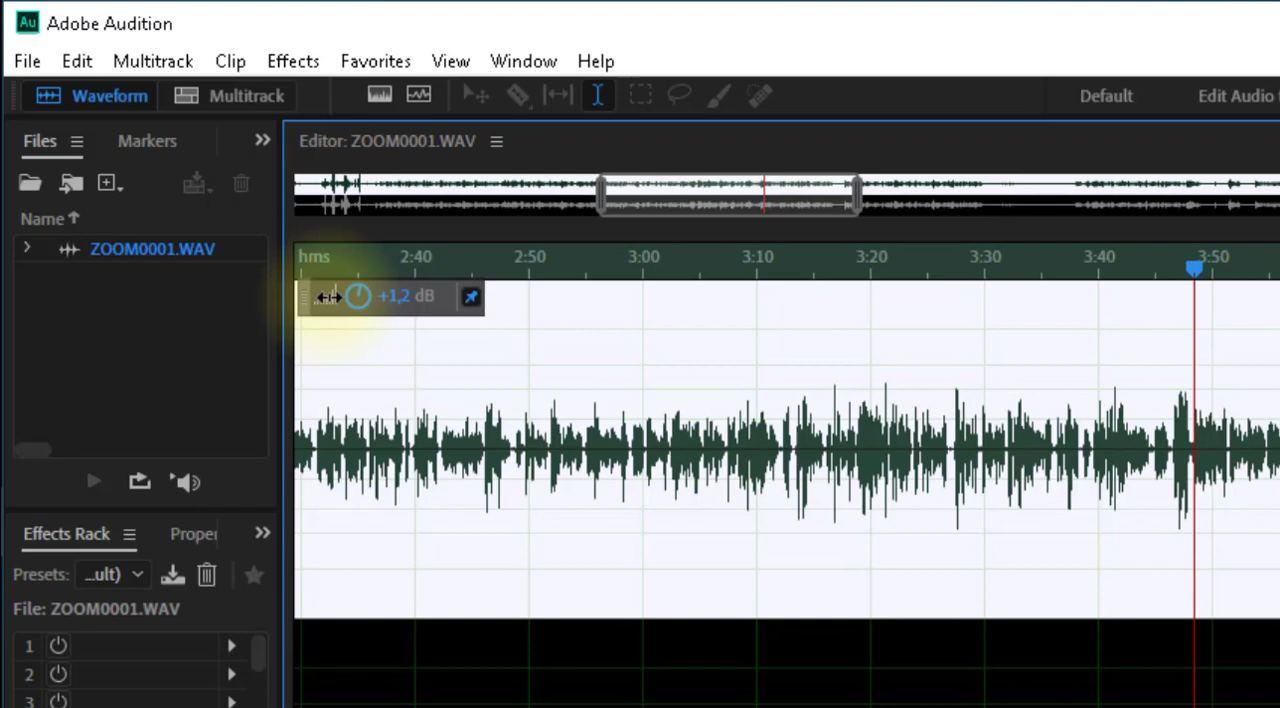 Au Adobe Audition
File Edit Multitrack Clip Effects Favorites View Window Help
Waveform Multitrack Default Edit Audio
Files Markers
Editor: ZOOM0001.WAV
Name
ZOOM0001.WAV
hms 2:40 2:50 3:00 3:10 3:20 3:30 3:40 3:50
+1,2 dB
Effects Rack Proper
Presets: ...ult)
File: ZOOM0001.WAV
1
2
3